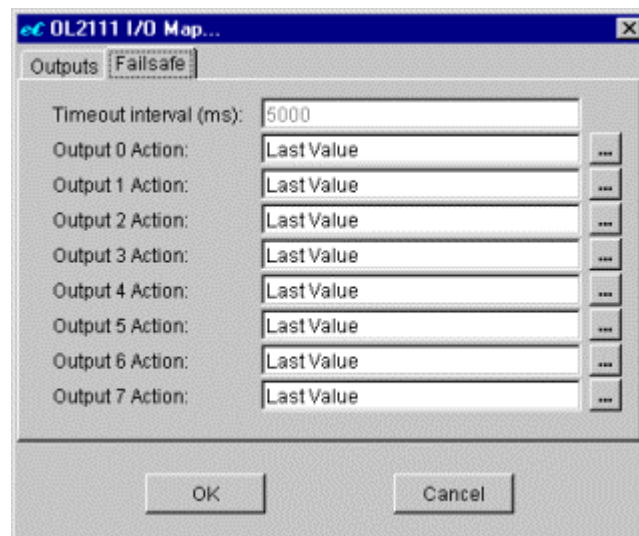 eC OL2111 I/O Map...
Outputs Failsafe
Timeout interval (ms): 5000
Output 0 Action: Last Value ...
Output 1 Action: Last Value ...
Output 2 Action: Last Value ...
Output 3 Action: Last Value ...
Output 4 Action: Last Value ...
Output 5 Action: Last Value ...
Output 6 Action: Last Value ...
Output 7 Action: Last Value ...
OK Cancel